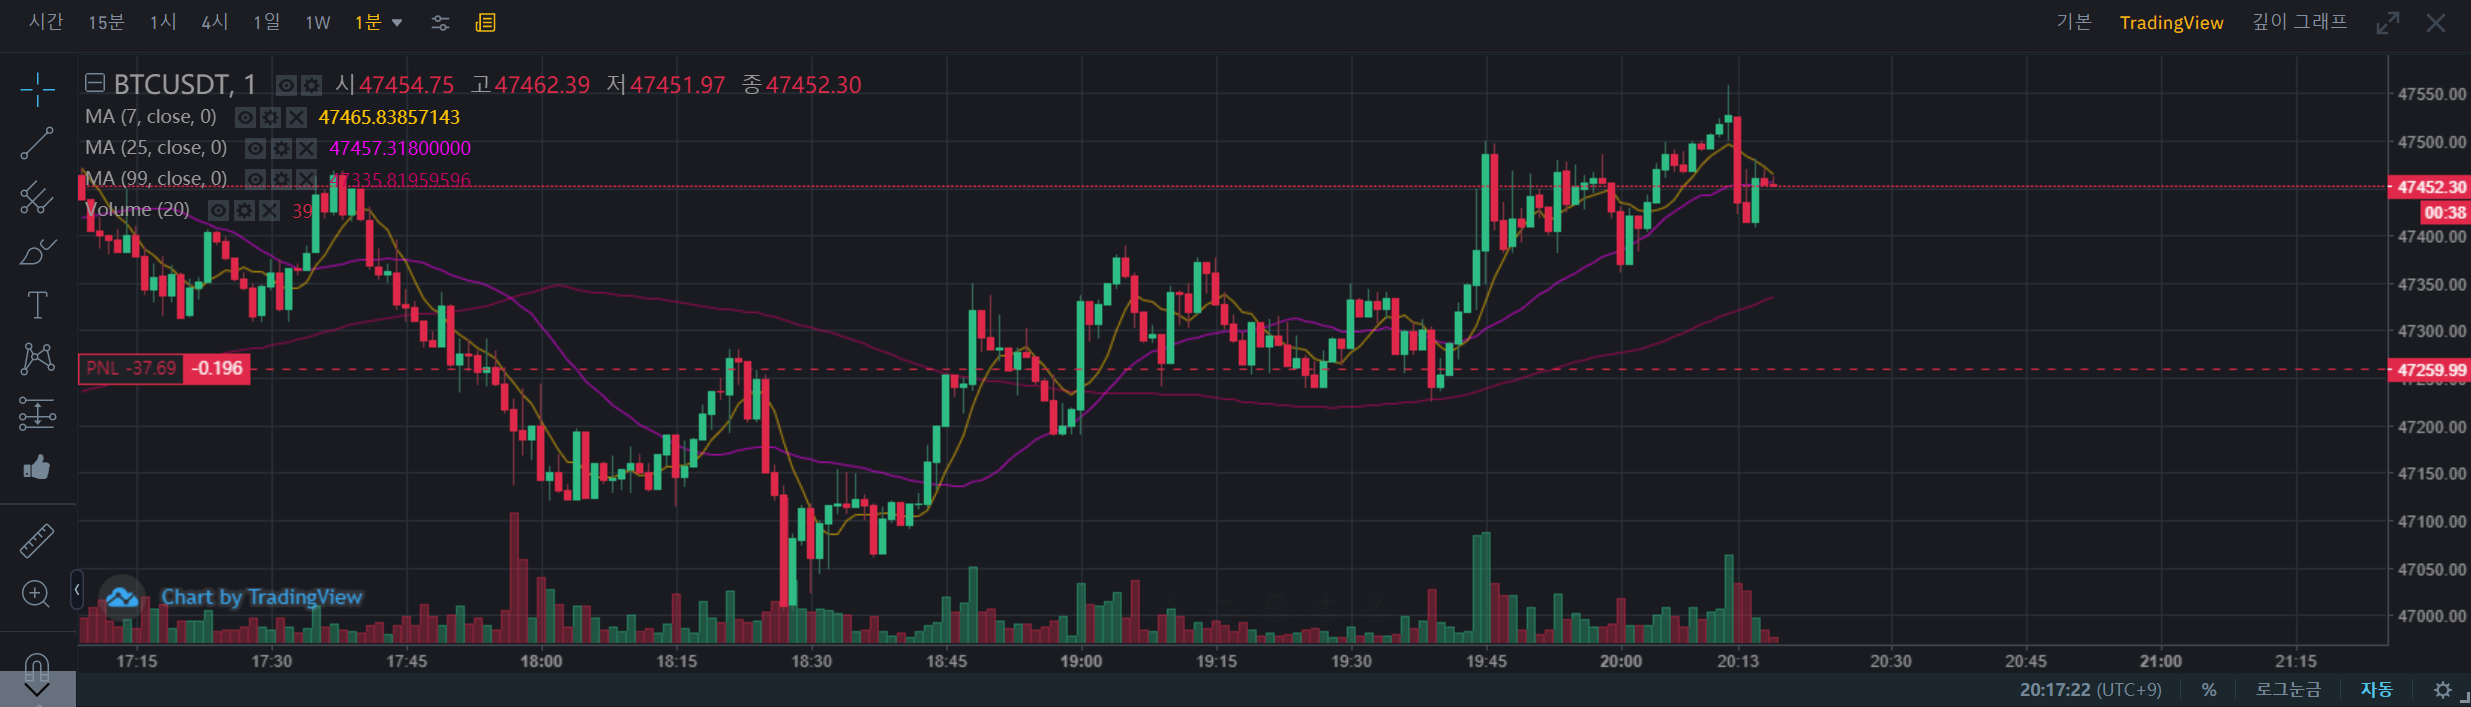 시간 15분 1시 4시 1일 1W 1분 기본 TradingView 깊이 그래프
BTCUSDT, 1 시47454.75 고47462.39 저47451.97 종47452.30
MA (7, close, 0) 47465.83857143
MA (25, close, 0) 47457.31800000
MA (99, close, 0) 47335.81959596
Volume (20) 39
47550.00
47500.00
47452.30
00:38
47400.00
47350.00
47300.00
PNL -37.69 -0.196 47259.99
47200.00
47150.00
47100.00
47050.00
47000.00
Chart by TradingView
17:15 17:30 17:45 18:00 18:15 18:30 18:45 19:00 19:15 19:30 19:45 20:00 20:13 20:30 20:45 21:00 21:15
20:17:22 (UTC+9) % 로그눈금 자동